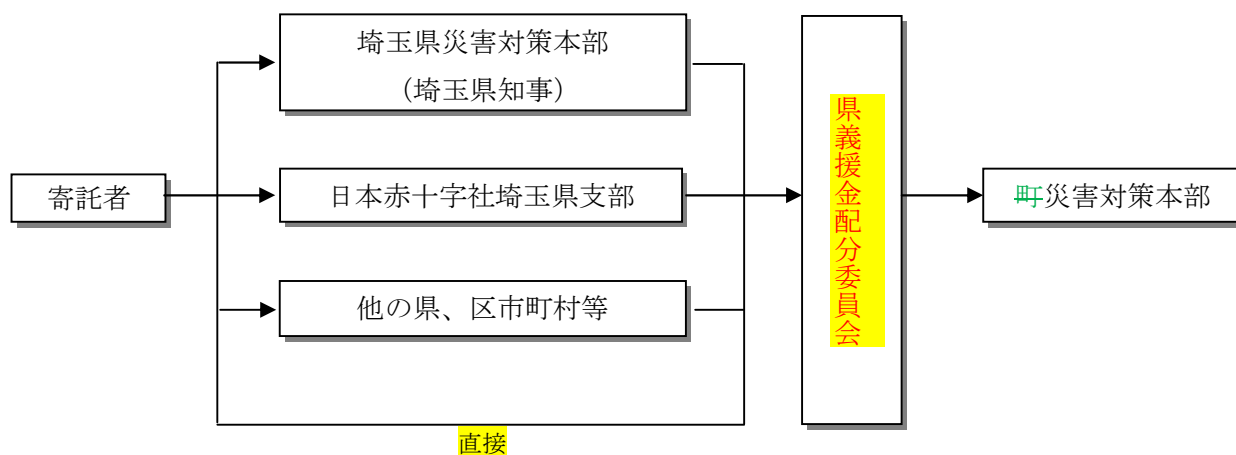 埼玉県災害対策本部
（埼玉県知事）
寄託者
日本赤十字社埼玉県支部
他の県、区市町村等
直接
県義援金配分委員会
町災害対策本部